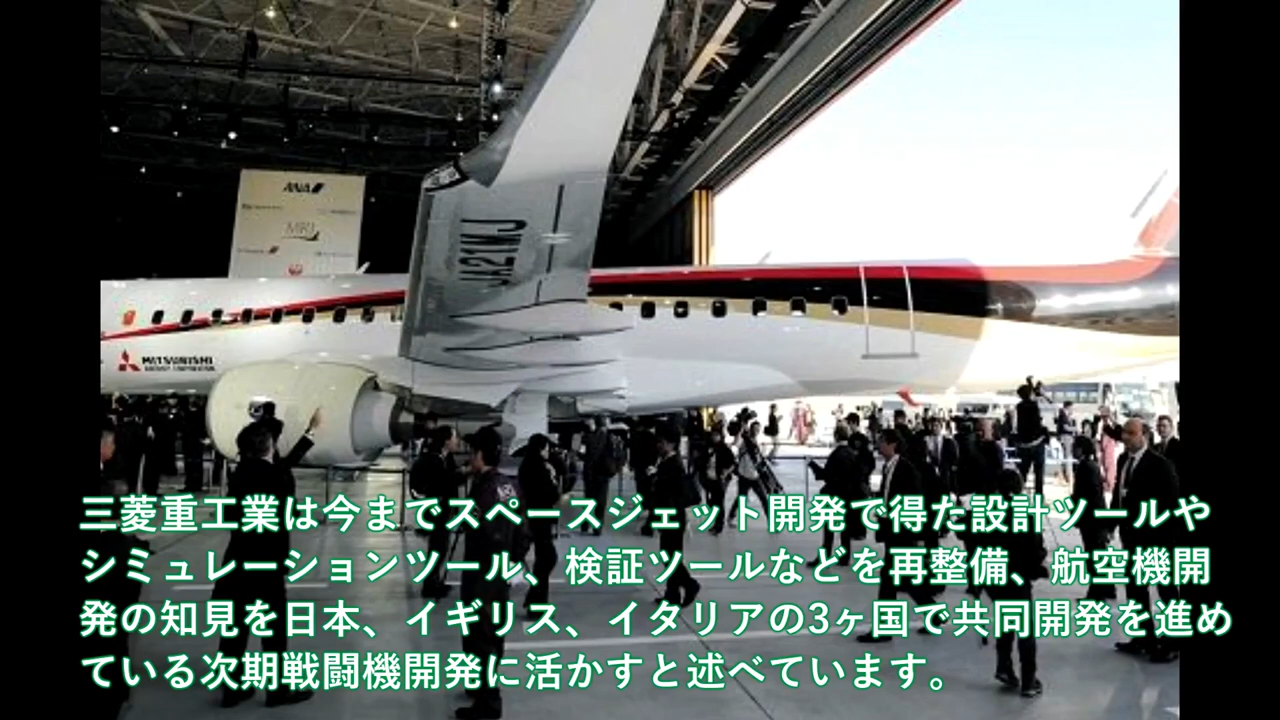 ANA
MRJ
JA21MJ
MITSUBISHI
三菱重工業は今までスペースジェット開発で得た設計ツールや
シミュレーションツール、検証ツールなどを再整備、航空機開
発の知見を日本、イギリス、イタリアの3ヶ国で共同開発を進め
ている次期戦闘機開発に活かすと述べています。